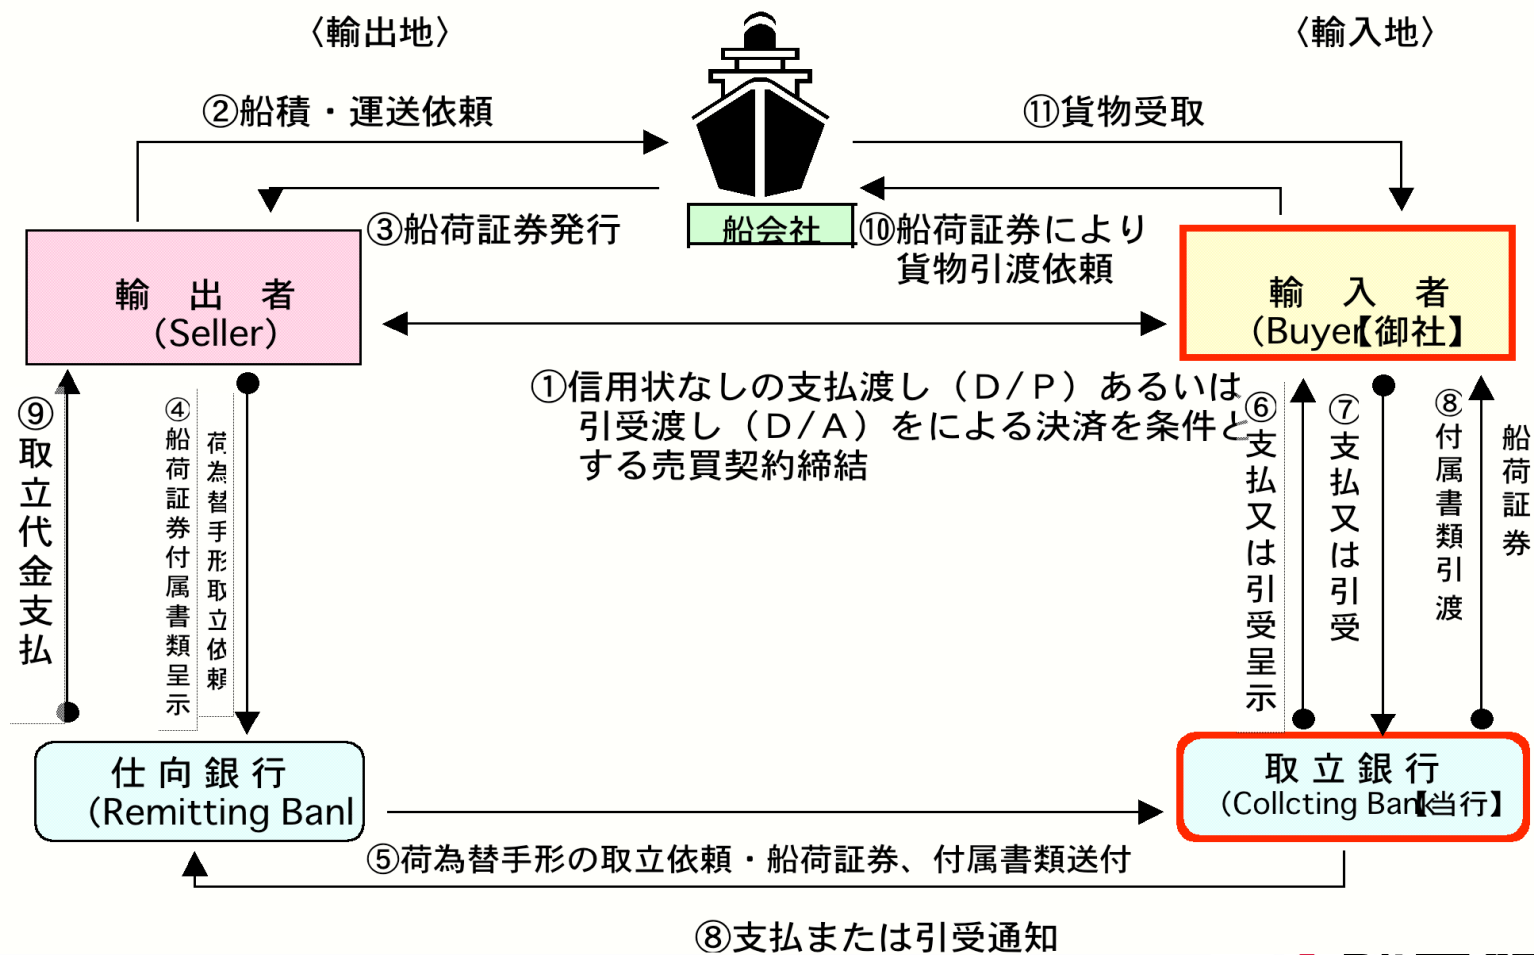 〈輸出地〉
〈輸入地〉
②船積・運送依頼
⑪貨物受取
③船荷証券発行
船会社
⑩船荷証券により
貨物引渡依頼
輸 出 者
(Seller)
輸 入 者
(Buyer【御社】
①信用状なしの支払渡し（D/P）あるいは
引受渡し（D/A）をによる決済を条件と
する売買契約締結
⑨取立代金支払
④船荷証券付属書類呈示
荷為替手形取立依頼
⑥支払又は引受呈示
⑦支払又は引受
⑧付属書類引渡
船荷証券
仕向銀行
(Remitting Banl
取立銀行
(Collcting Bank【当行】
⑤荷為替手形の取立依頼・船荷証券、付属書類送付
⑧支払または引受通知